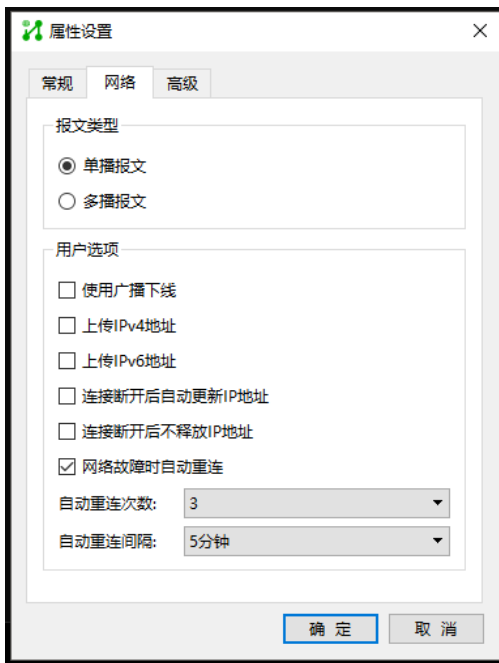 属性设置
常规 网络 高级
报文类型
单播报文
多播报文
用户选项
使用广播下线
上传IPv4地址
上传IPv6地址
连接断开后自动更新IP地址
连接断开后不释放IP地址
网络故障时自动重连
自动重连次数: 3
自动重连间隔: 5分钟
确 定 取 消